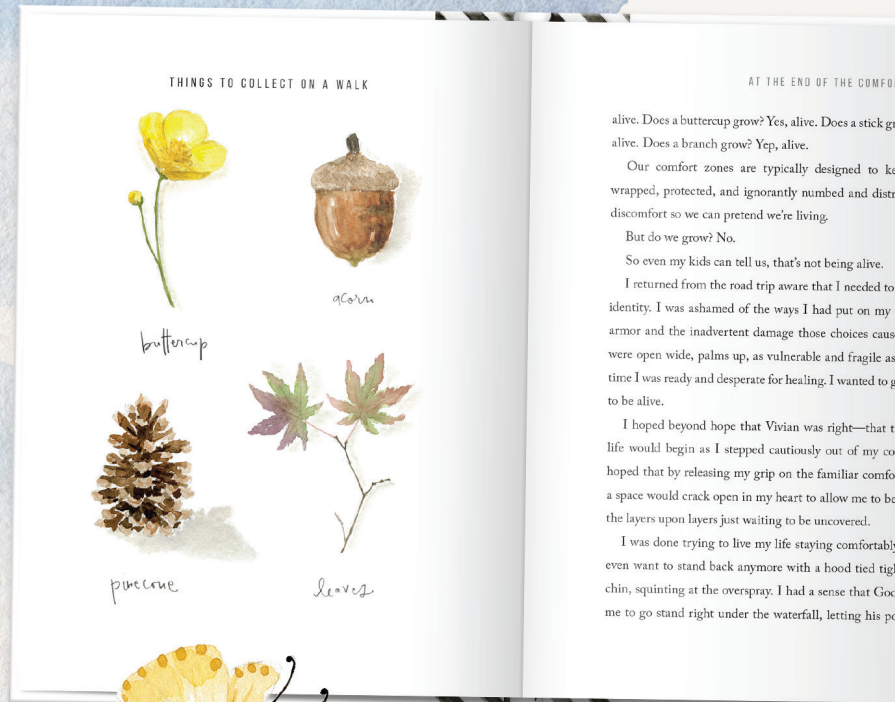 THINGS TO COLLECT ON A WALK
buttercup
acorn
pinecone
leaves
AT THE END OF THE
alive. Does a buttercup grow? Yes, alive. Does a stick
alive. Does a branch grow? Yep, alive.
Our comfort zones are typically designed to
wrapped, protected, and ignorantly numbed and
discomfort so we can pretend we're living.
But do we grow? No.
So even my kids can tell us, that's not being alive.
I returned from the road trip aware that I needed to
identity. I was ashamed of the ways I had put on my
armor and the inadvertent damage those choices
were open wide, palms up, as vulnerable and fragile as
time I was ready and desperate for healing. I wanted to
to be alive.
I hoped beyond hope that Vivian was right—that
life would begin as I stepped cautiously out of my
hoped that by releasing my grip on the familiar
a space would crack open in my heart to allow me to
the layers upon layers just waiting to be uncovered.
I was done trying to live my life staying comfortably
even want to stand back anymore with a hood tied
chin, squinting at the overspray. I had a sense that
me to go stand right under the waterfall, letting his